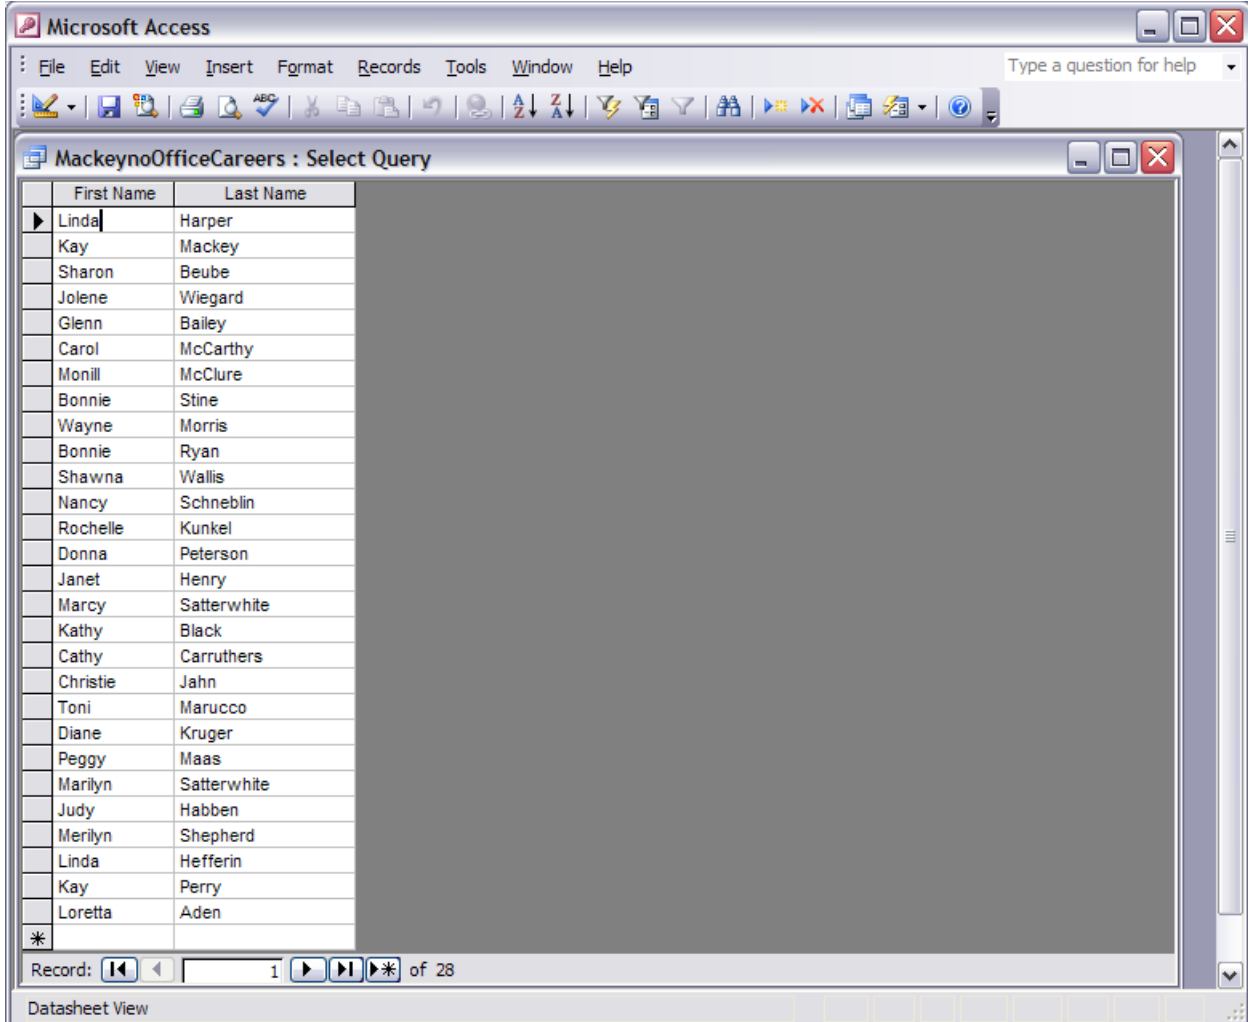 Microsoft Access
File Edit View Insert Format Records Tools Window Help Type a question for help
MackeynoOfficeCareers : Select Query
First Name Last Name
Linda Harper
Kay Mackey
Sharon Beube
Jolene Wiegard
Glenn Bailey
Carol McCarthy
Monill McClure
Bonnie Stine
Wayne Morris
Bonnie Ryan
Shawna Wallis
Nancy Schneblin
Rochelle Kunkel
Donna Peterson
Janet Henry
Marcy Satterwhite
Kathy Black
Cathy Carruthers
Christie Jahn
Toni Marucco
Diane Kruger
Peggy Maas
Marilyn Satterwhite
Judy Habben
Merilyn Shepherd
Linda Hefferin
Kay Perry
Loretta Aden
Record: 1 of 28
Datasheet View